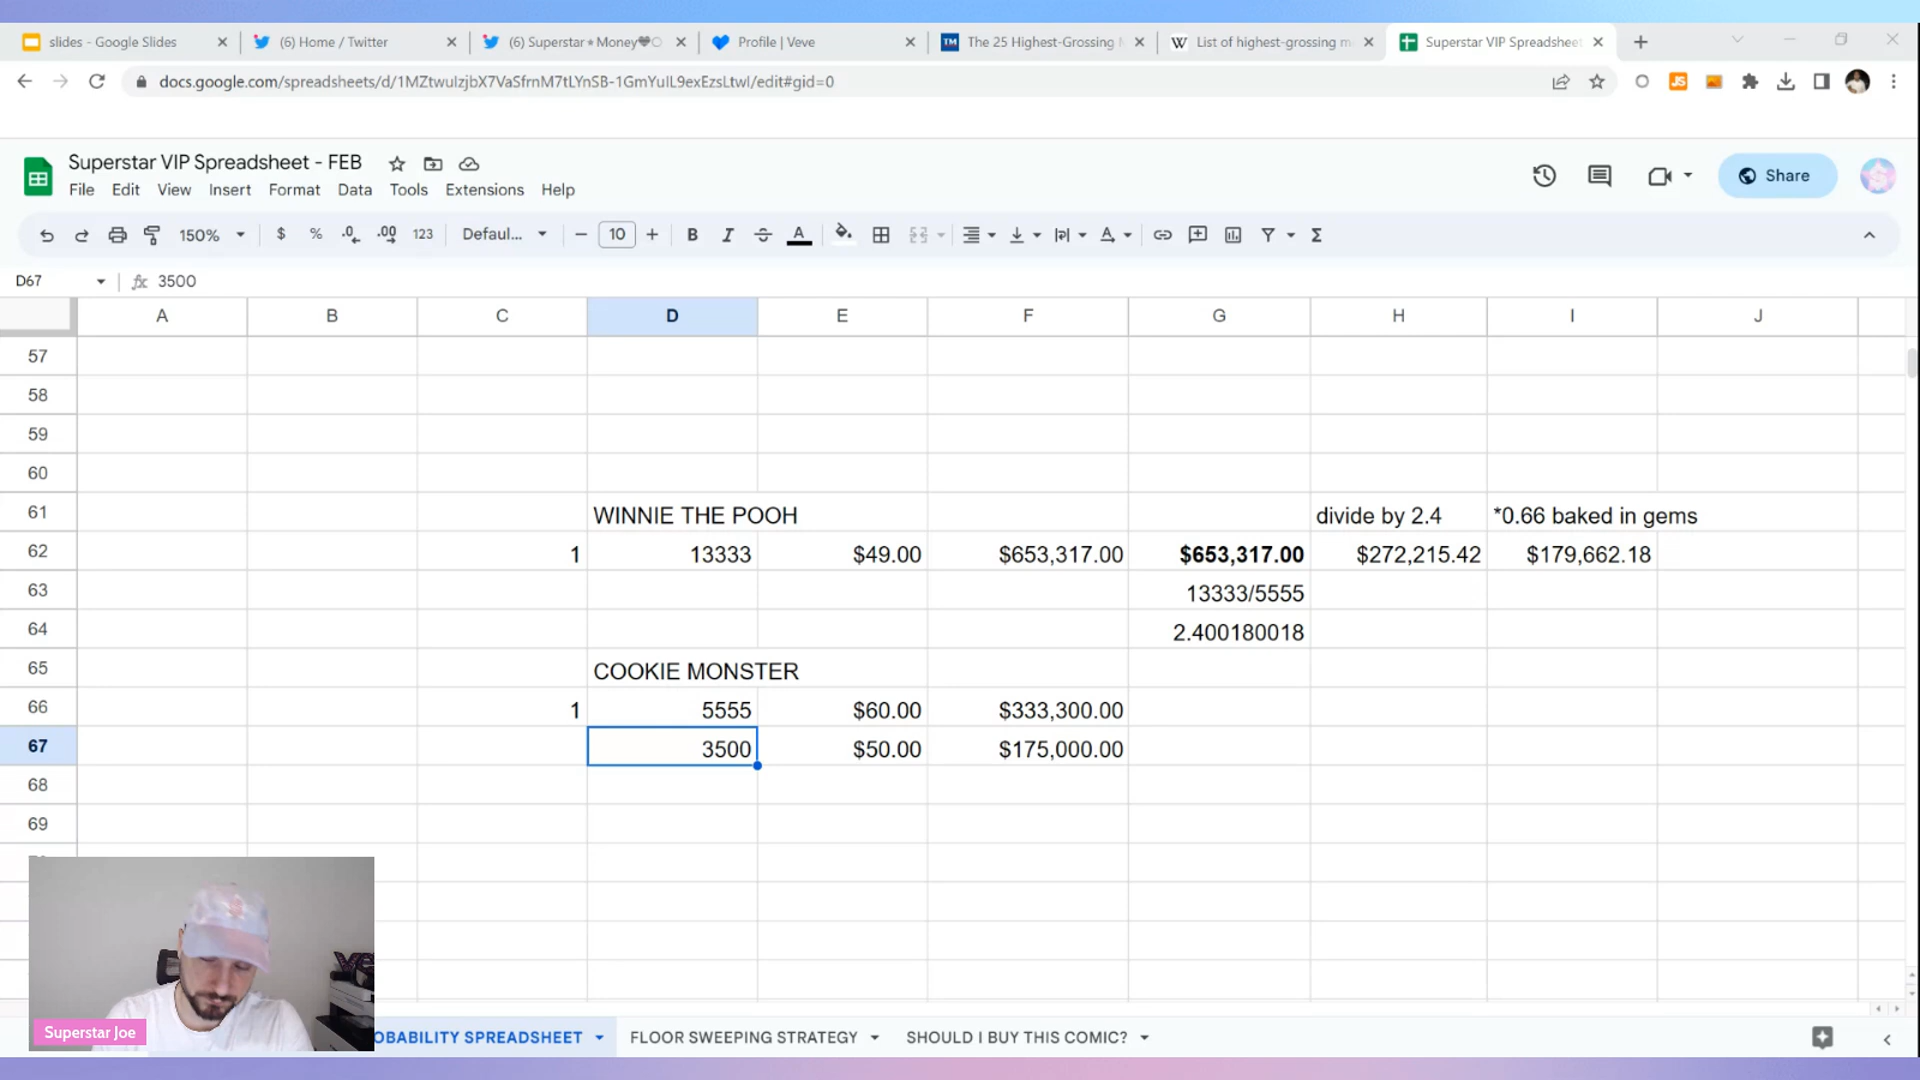 slides - Google Slides
(6) Home / Twitter
(6) Superstar★Money
Profile | Veve
The 25 Highest-Grossing
List of highest-grossing m
Superstar VIP Spreadsheet
docs.google.com/spreadsheets/d/1MZtwuIzjbX7VaSfrnM7tLYnSB-1GmYuIL9exEzsLtwI/edit#gid=0
Superstar VIP Spreadsheet - FEB
File Edit View Insert Format Data Tools Extensions Help
Share
150% $ % .0 .00 123 Defaul... 10 B I A
D67 fx 3500
A B C D E F G H I J
57
58
59
60
61 WINNIE THE POOH divide by 2.4 *0.66 baked in gems
62 1 13333 $49.00 $653,317.00 $653,317.00 $272,215.42 $179,662.18
63 13333/5555
64 2.400180018
65 COOKIE MONSTER
66 1 5555 $60.00 $333,300.00
67 3500 $50.00 $175,000.00
68
69
Superstar Joe
OBABILITY SPREADSHEET FLOOR SWEEPING STRATEGY SHOULD I BUY THIS COMIC?